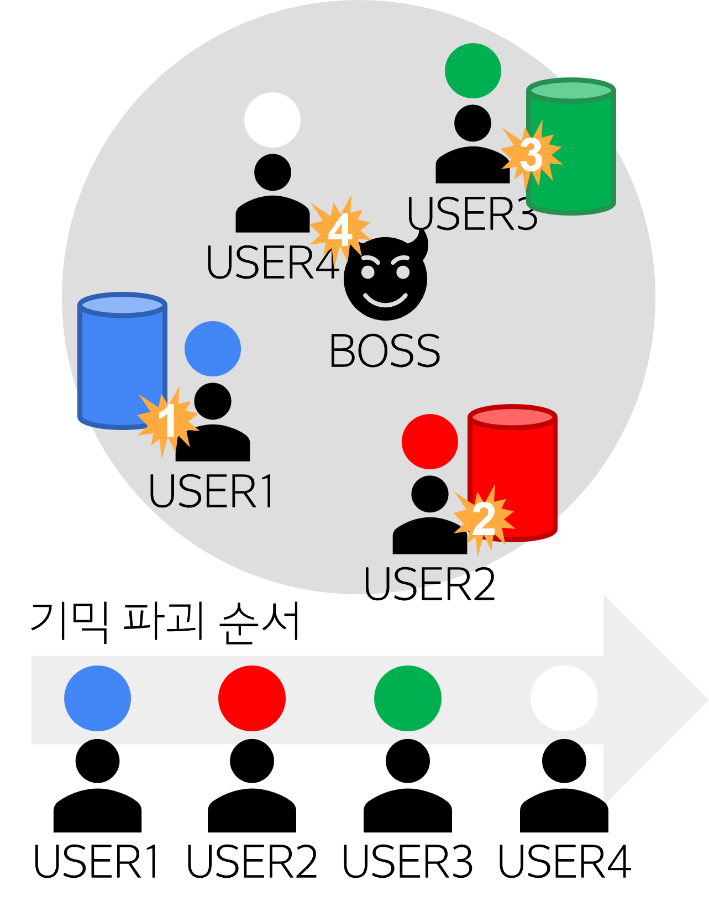 3
USER3
4
USER4
BOSS
1
USER1
2
USER2
기믹 파괴 순서
USER1 USER2 USER3 USER4